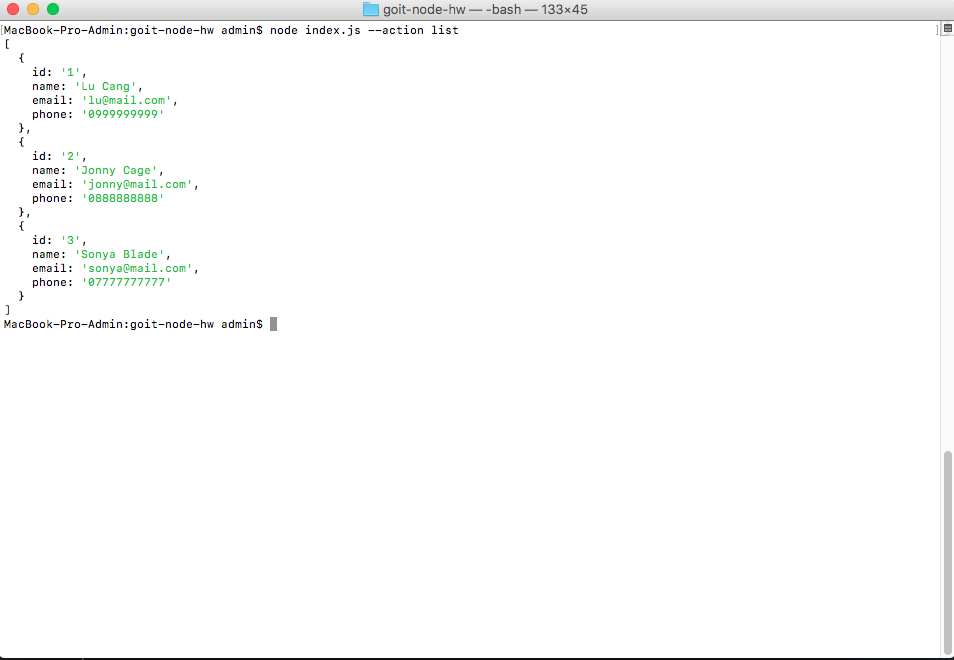 goit-node-hw — -bash — 133×45
[MacBook-Pro-Admin:goit-node-hw admin$ node index.js --action list ]
[
  {
    id: '1',
    name: 'Lu Cang',
    email: 'lu@mail.com',
    phone: '0999999999'
  },
  {
    id: '2',
    name: 'Jonny Cage',
    email: 'jonny@mail.com',
    phone: '0888888888'
  },
  {
    id: '3',
    name: 'Sonya Blade',
    email: 'sonya@mail.com',
    phone: '07777777777'
  }
]
MacBook-Pro-Admin:goit-node-hw admin$